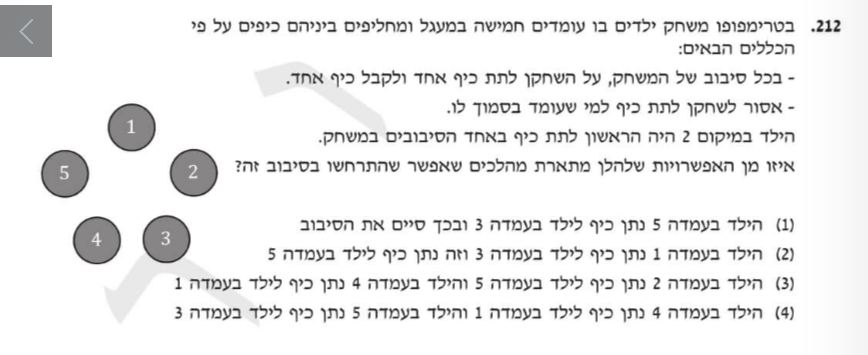 212. בטרימפופו משחק ילדים בו עומדים חמישה במעגל ומחליפים ביניהם כיפים על פי
הכללים הבאים:
- בכל סיבוב של המשחק, על השחקן לתת כיף אחד ולקבל כיף אחד.
- אסור לשחקן לתת כיף למי שעומד בסמוך לו.
הילד במיקום 2 היה הראשון לתת כיף באחד הסיבובים במשחק.
איזו מן האפשרויות שלהלן מתארת מהלכים שאפשר שהתרחשו בסיבוב זה?
1
5
2
4
3
(1) הילד בעמדה 5 נתן כיף לילד בעמדה 3 ובכך סיים את הסיבוב
(2) הילד בעמדה 1 נתן כיף לילד בעמדה 3 וזה נתן כיף לילד בעמדה 5
(3) הילד בעמדה 2 נתן כיף לילד בעמדה 5 והילד בעמדה 4 נתן כיף לילד בעמדה 1
(4) הילד בעמדה 4 נתן כיף לילד בעמדה 1 והילד בעמדה 5 נתן כיף לילד בעמדה 3